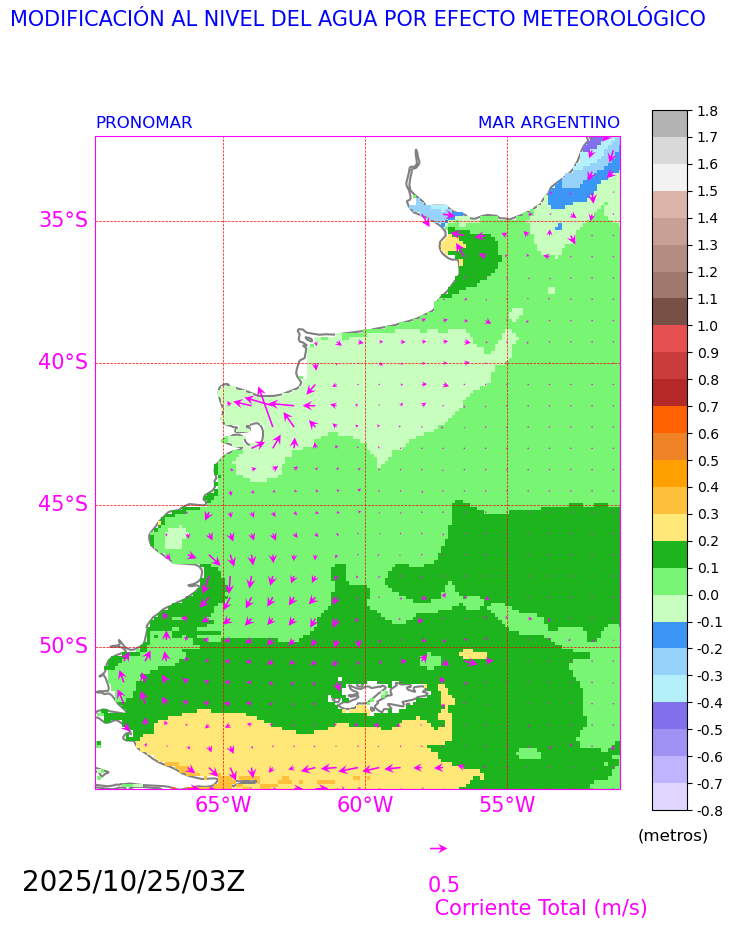 MODIFICACIÓN AL NIVEL DEL AGUA POR EFECTO METEOROLÓGICO
PRONOMAR
MAR ARGENTINO
35°S
40°S
45°S
50°S
65°W
60°W
55°W
1.8
1.7
1.6
1.5
1.4
1.3
1.2
1.1
1.0
0.9
0.8
0.7
0.6
0.5
0.4
0.3
0.2
0.1
0.0
-0.1
-0.2
-0.3
-0.4
-0.5
-0.6
-0.7
-0.8
(metros)
2025/10/25/03Z
0.5
Corriente Total (m/s)